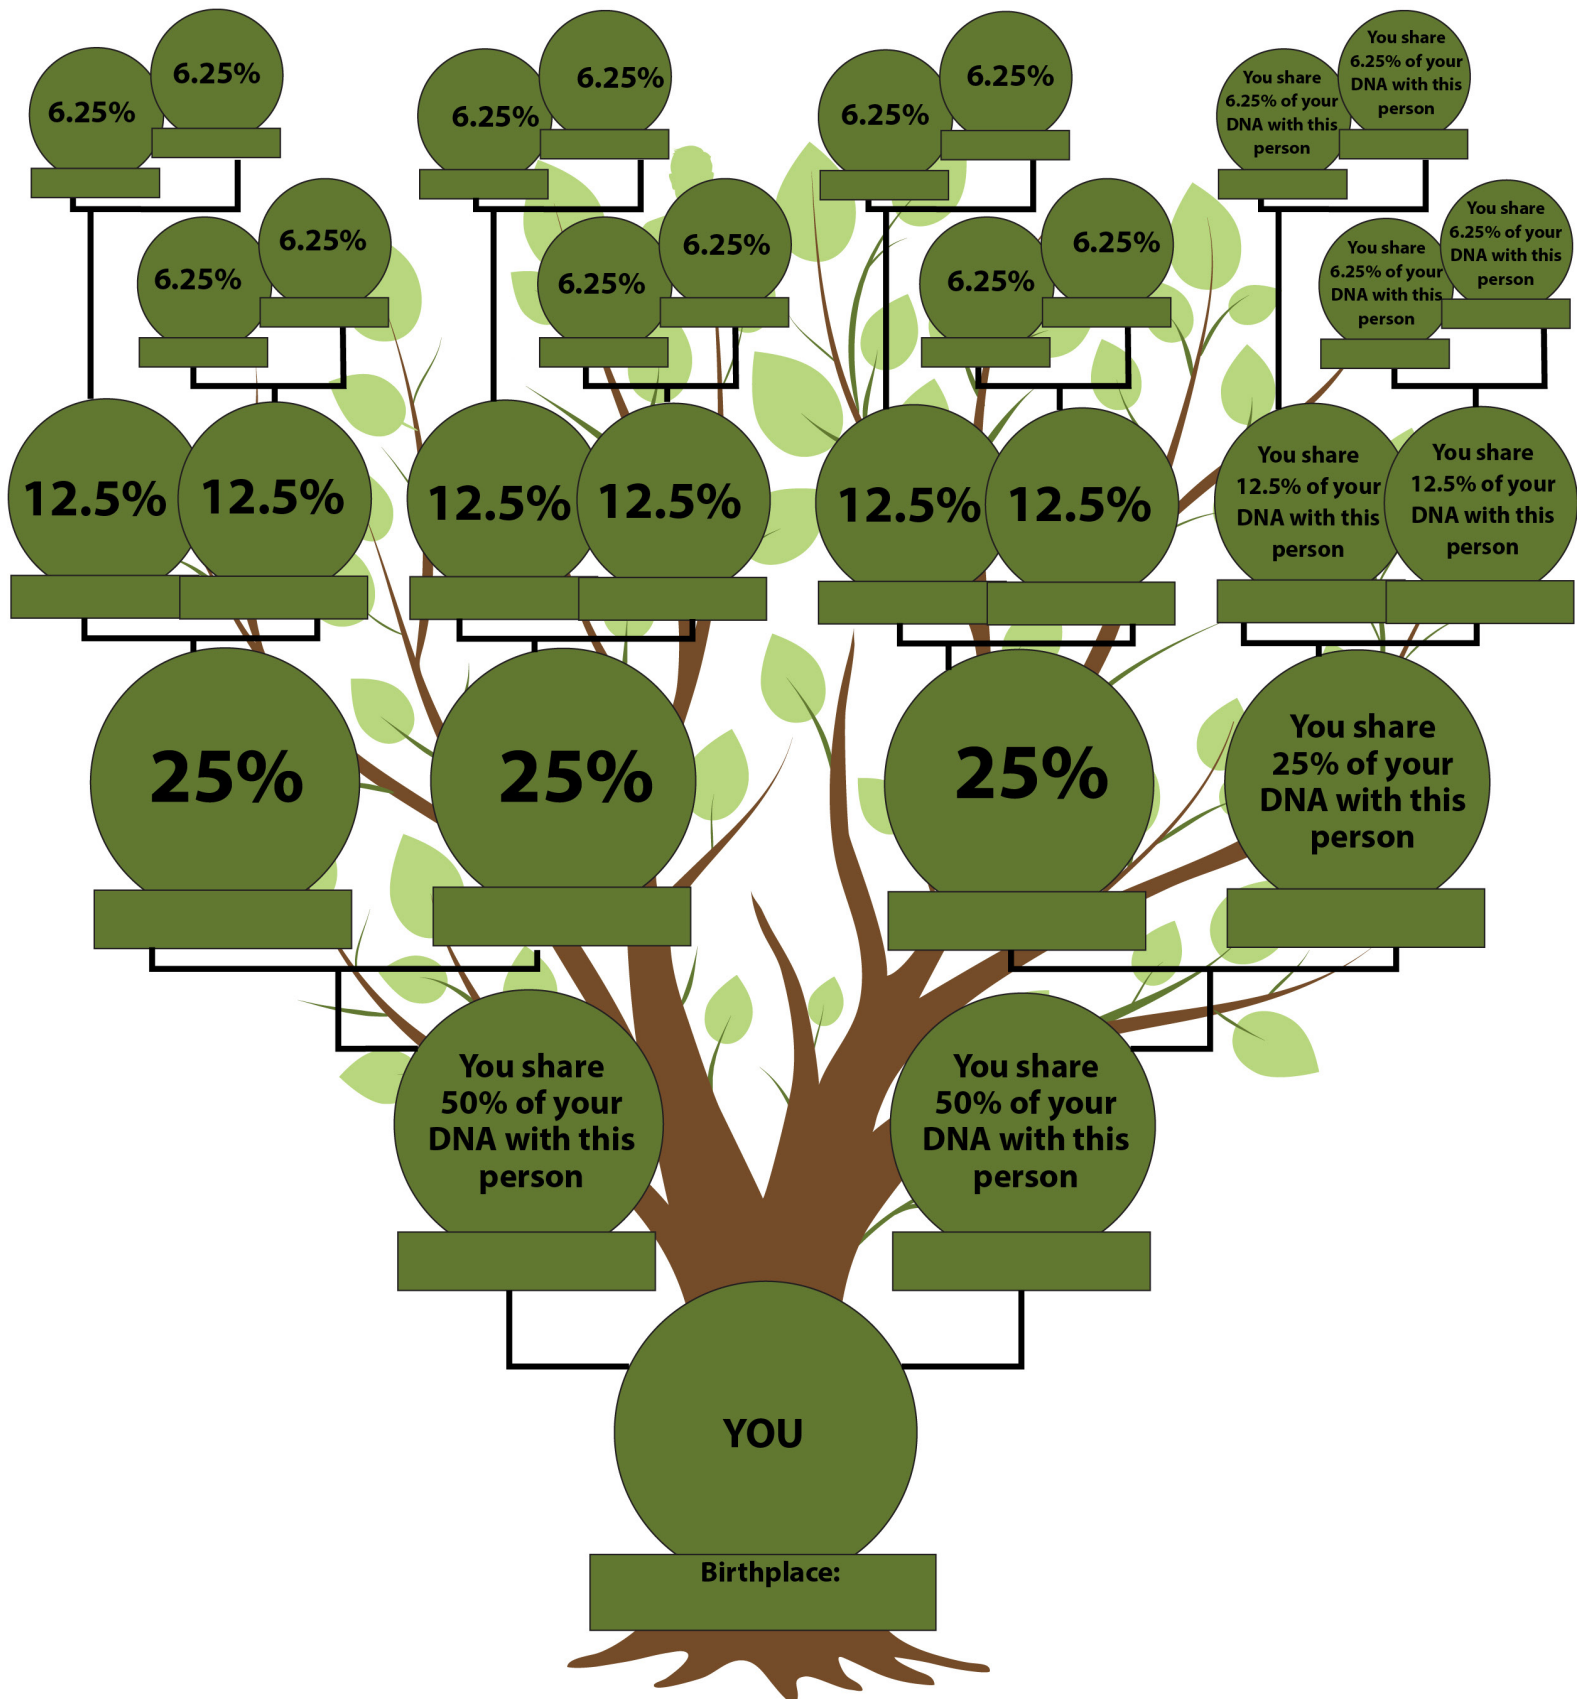 6.25%
6.25%
6.25%
6.25%
6.25%
6.25%
You share
6.25% of your
DNA with this
person
You share
6.25% of your
DNA with this
person
6.25%
6.25%
6.25%
6.25%
6.25%
6.25%
You share
6.25% of your
DNA with this
person
You share
6.25% of your
DNA with this
person
12.5%
12.5%
12.5%
12.5%
12.5%
12.5%
You share
12.5% of your
DNA with this
person
You share
12.5% of your
DNA with this
person
25%
25%
25%
You share
25% of your
DNA with this
person
You share
50% of your
DNA with this
person
You share
50% of your
DNA with this
person
YOU
Birthplace: